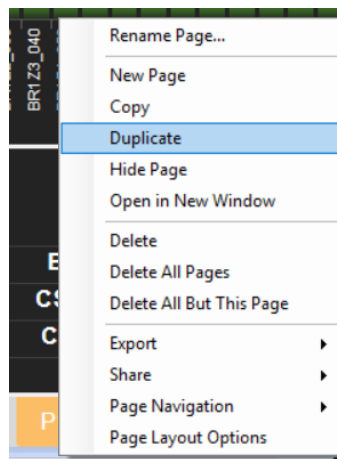 BR1Z3_040
Rename Page...
New Page
Copy
Duplicate
Hide Page
Open in New Window
Delete
Delete All Pages
Delete All But This Page
Export
Share
Page Navigation
Page Layout Options
E
CS
C
P